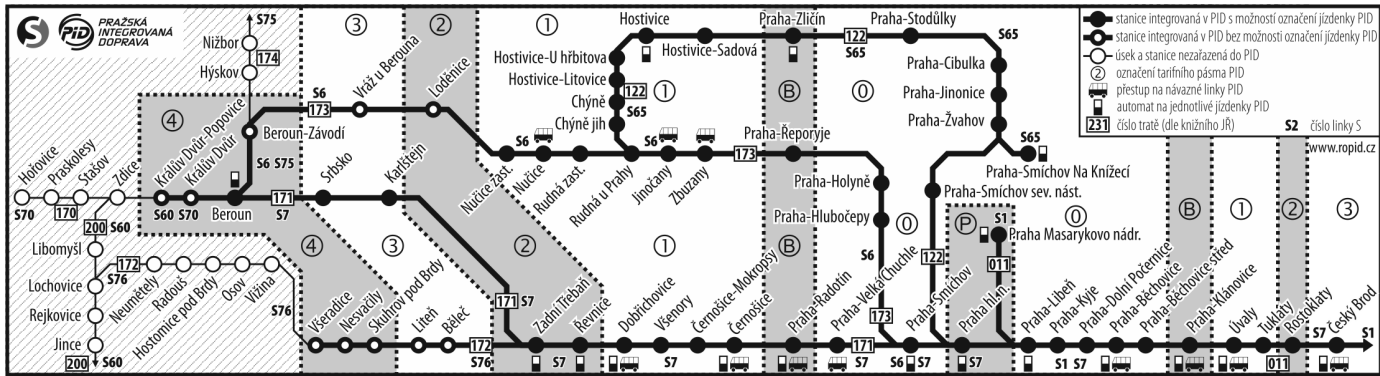 S PID PRAŽSKÁ
INTEGROVANÁ
DOPRAVA
S75
Nižbor
174
Hýskov
3
2
1
Vráž u Berouna
Loděnice
S6
173
Hostivice
Praha-Zličín
Praha-Stodůlky
Hostivice-Sadová
122
S65
S65
Hostivice-U hřbitova
Hostivice-Litovice
122
Chýně
S65
Chýně jih
1
B
0
Praha-Cibulka
Praha-Jinonice
Praha-Žvahov
stanice integrovaná v PID s možností označení jízdenky PID
stanice integrovaná v PID bez možnosti označení jízdenky PID
úsek a stanice nezařazená do PID
2 označení tarifního pásma PID
přestup na návazné linky PID
automat na jednotlivé jízdenky PID
231 číslo tratě (dle knižního JŘ) S2 číslo linky S
www.ropid.cz
4
Králův Dvůr-Popovice
Králův Dvůr
Beroun-Závodí
S6 S75
Hořovice
Praskolesy
Stašov
Zdice
S70
170
200
S60
S60
S70
Beroun
171
S7
Srbsko
Karlštejn
S6
S6
Nučice zast.
Nučice
Rudná zast.
Rudná u Prahy
Jinočany
Zbuzany
173
Praha-Řeporyje
S65
Praha-Smíchov Na Knížecí
Praha-Holyně
Praha-Hlubočepy
Praha-Smíchov sev. nást.
0
P
S1
0
Praha Masarykovo nádr.
011
B
1
2
3
Libomyšl
Lochovice
Rejkovice
Jince
200
S60
172
S76
Neumětely
Radouš
Hostomice pod Brdy
Osov
Vižina
S76
4
3
2
1
B
S6
122
171
S7
173
Všeradice
Nesvačily
Skuhrov pod Brdy
Liteň
Běleč
172
S76
Zadní Třebaň
Řevnice
Dobřichovice
Všenory
Černošice-Mokropsy
Černošice
Praha-Radotín
Praha-Velká Chuchle
Praha-Smíchov
Praha hl. n.
Praha-Libeň
Praha-Kyje
Praha-Dolní Počernice
Praha-Běchovice
Praha-Běchovice střed
Praha-Klánovice
Úvaly
Tuklaty
Rostoklaty
Český Brod
S7
S7
S7
171
S7
S6
S7
S7
S1
S7
011
S7
S1